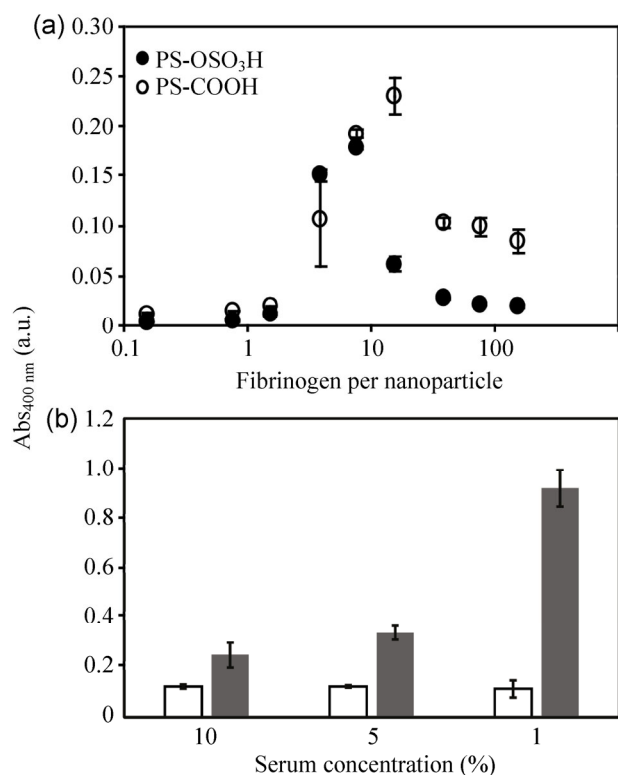 (a)
0.30
0.25
0.20
0.15
0.10
0.05
0
PS-OSO₃H
PS-COOH
0.1 1 10 100
Fibrinogen per nanoparticle
Abs₄₀₀ ₙₘ (a.u.)
(b)
1.2
1.0
0.8
0.6
0.4
0.2
0
10 5 1
Serum concentration (%)